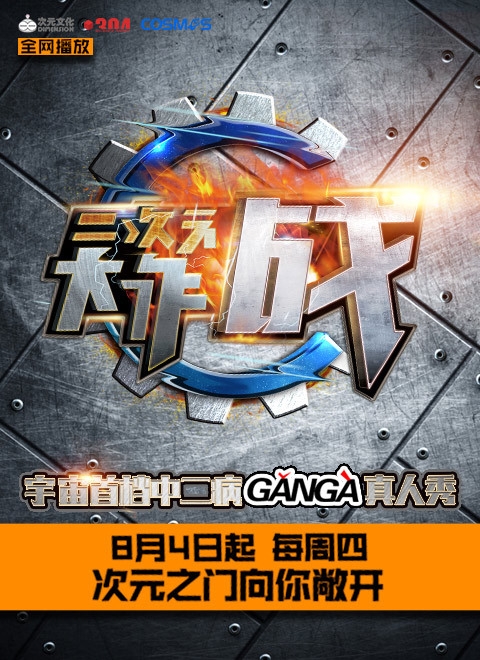 次元文化 304 COSMOS
DIMENSION
全网播放
三次元
大作战
宇宙首档中二病GANGA真人秀
8月4日起 每周四
次元之门向你敞开